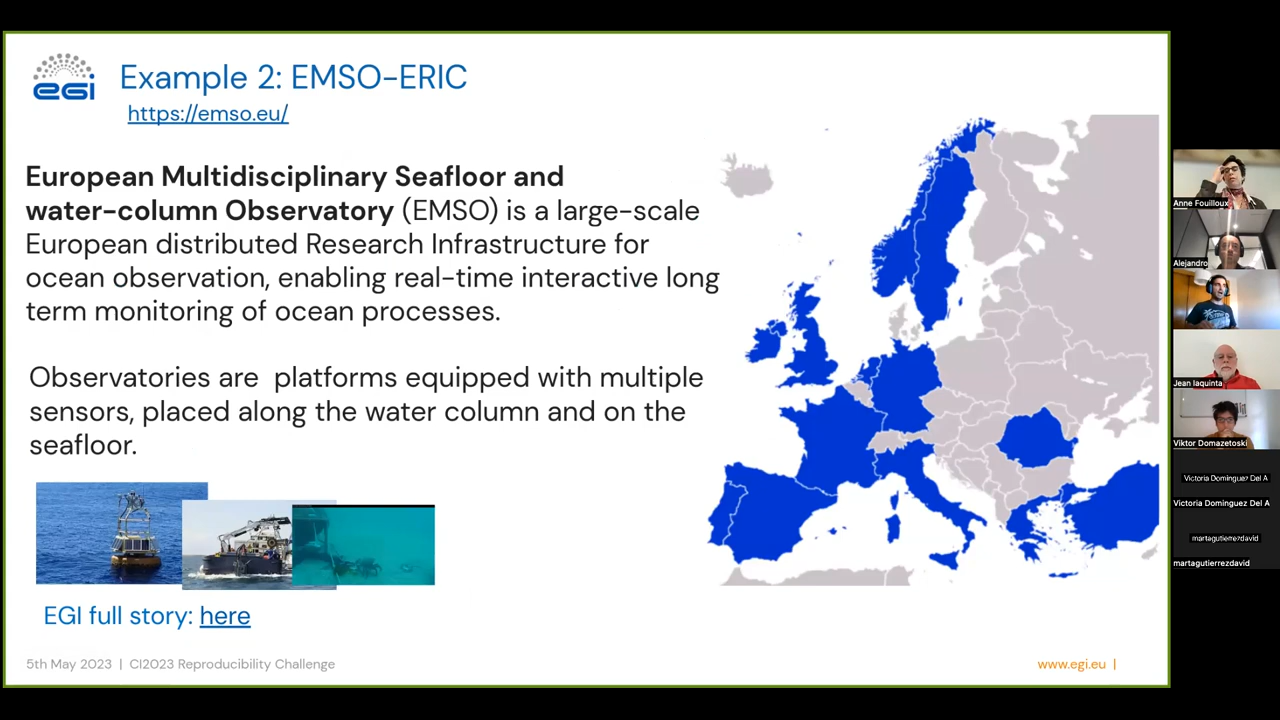 egi
Example 2: EMSO-ERIC
https://emso.eu/
European Multidisciplinary Seafloor and
water-column Observatory (EMSO) is a large-scale
European distributed Research Infrastructure for
ocean observation, enabling real-time interactive long
term monitoring of ocean processes.
Observatories are  platforms equipped with multiple
sensors, placed along the water column and on the
seafloor.
EGI full story: here
5th May 2023 | CI2023 Reproducibility Challenge
www.egi.eu |
Anne Fouilloux
Alejandro
Jean Iaquinta
Viktor Domazetoski
Victoria Dominguez Del A
Victoria Dominguez Del A
martagutierrezdavid
martagutierrezdavid